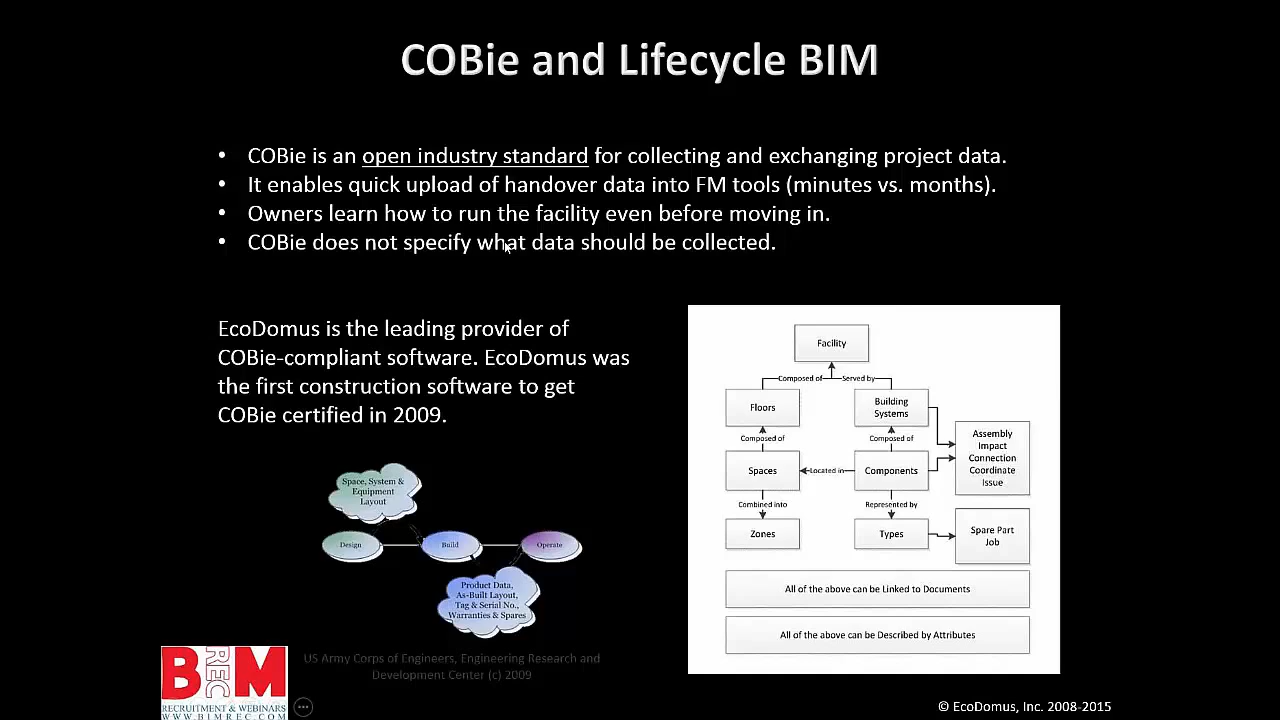 COBie and Lifecycle BIM
• COBie is an open industry standard for collecting and exchanging project data.
• It enables quick upload of handover data into FM tools (minutes vs. months).
• Owners learn how to run the facility even before moving in.
• COBie does not specify what data should be collected.
EcoDomus is the leading provider of
COBie-compliant software. EcoDomus was
the first construction software to get
COBie certified in 2009.
Space, System &
Equipment
Layout
Design
Build
Operate
Product Data,
As-Built Layout,
Tag & Serial No.,
Warranties & Spares
US Army Corps of Engineers, Engineering Research and
Development Center (c) 2009
Facility
Composed of
Served by
Floors
Building
Systems
Composed of
Composed of
Assembly
Impact
Connection
Coordinate
Issue
Spaces
Located in
Components
Combined into
Represented by
Zones
Types
Spare Part
Job
All of the above can be Linked to Documents
All of the above can be Described by Attributes
BIM
REC
RECRUITMENT & WEBINARS
WWW.BIMREC.COM
© EcoDomus, Inc. 2008-2015